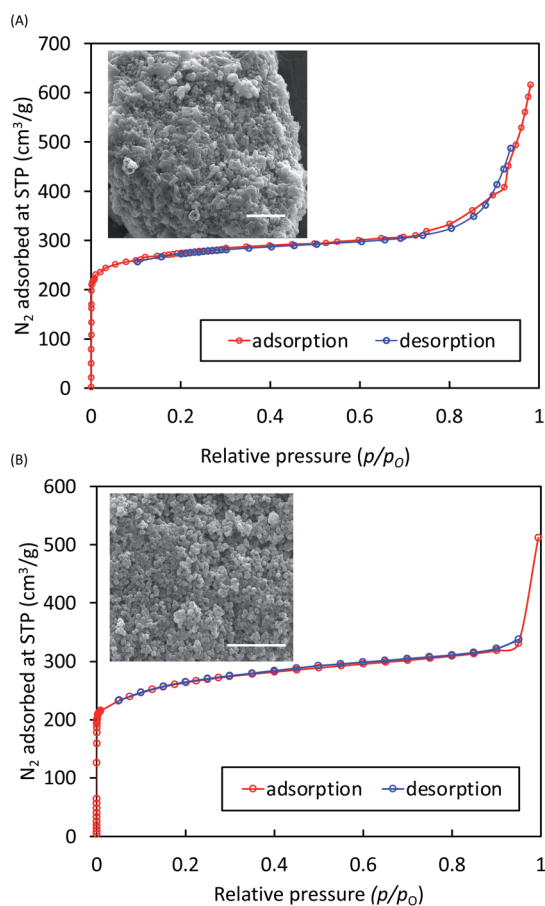 (A)
700
600
500
400
300
200
100
0
N₂ adsorbed at STP (cm³/g)
adsorption desorption
0 0.2 0.4 0.6 0.8 1
Relative pressure (p/pO)
(B)
600
500
400
300
200
100
0
N₂ adsorbed at STP (cm³/g)
adsorption desorption
0 0.2 0.4 0.6 0.8 1
Relative pressure (p/pO)